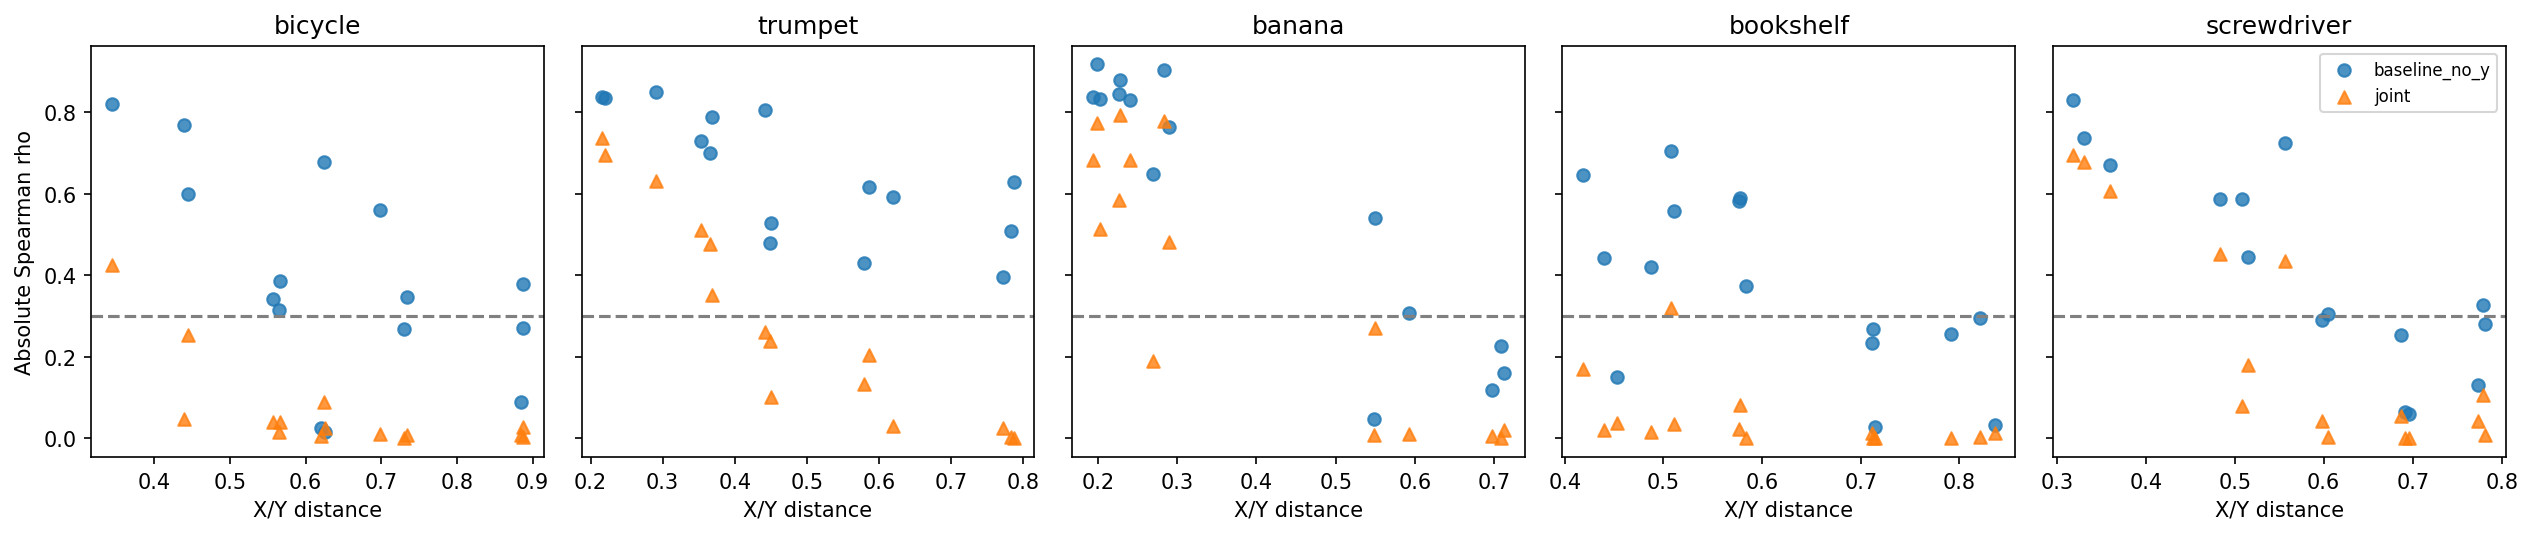 bicycle
trumpet
banana
bookshelf
screwdriver
Absolute Spearman rho
0.8
0.6
0.4
0.2
0.0
baseline_no_y
joint
0.4 0.5 0.6 0.7 0.8 0.9
0.2 0.3 0.4 0.5 0.6 0.7 0.8
0.2 0.3 0.4 0.5 0.6 0.7
0.4 0.5 0.6 0.7 0.8
0.3 0.4 0.5 0.6 0.7 0.8
X/Y distance
X/Y distance
X/Y distance
X/Y distance
X/Y distance